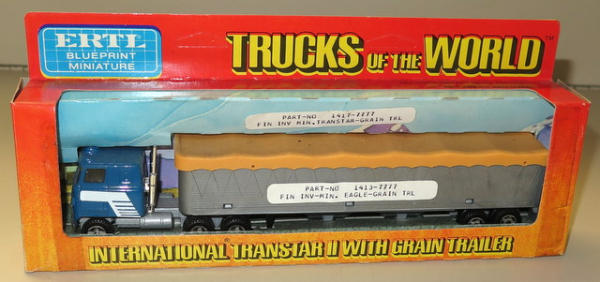 ERTL
BLUEPRINT
MINIATURE
TRUCKS OF THE WORLD™
PART-NO. 1417-7777
FIN INV MIN. TRANSTAR-GRAIN TRL
PART-NO 1413-7777
FIN INV-MIN. EAGLE-GRAIN TRL
INTERNATIONAL® TRANSTAR II WITH GRAIN TRAILER